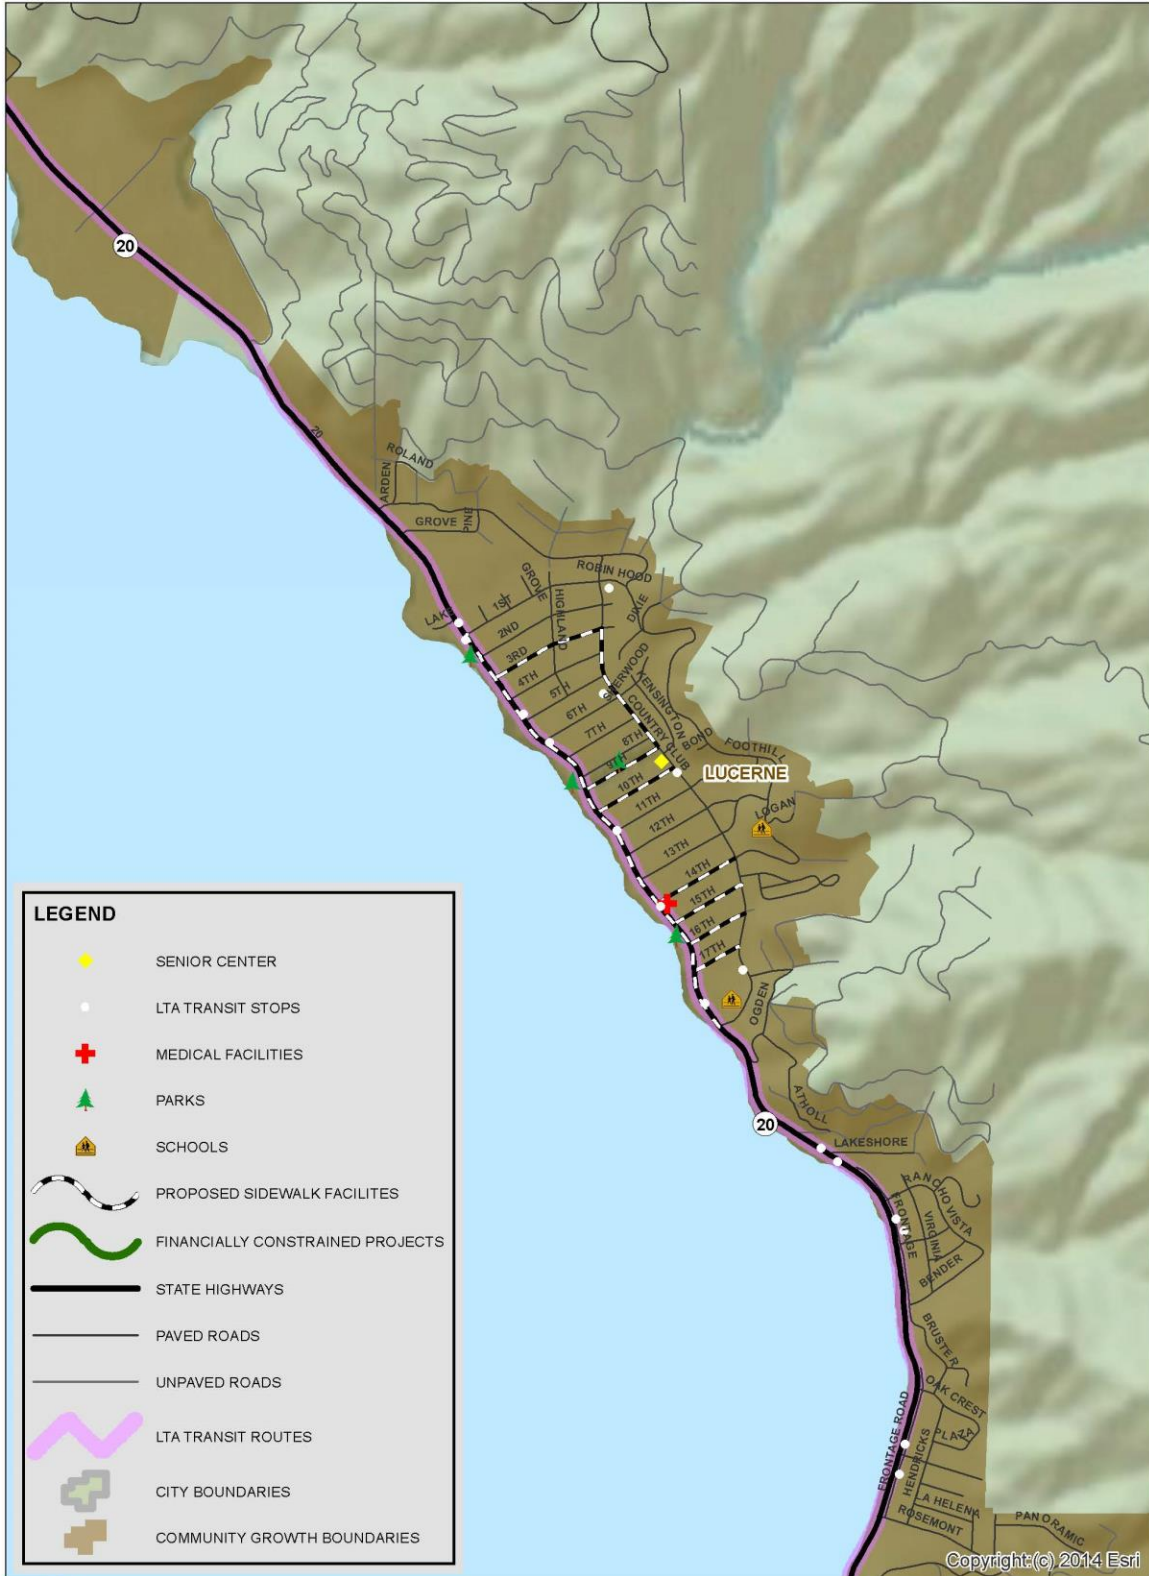 20
20
ROLAND
ARDEN
GROVE
PINE
ROBIN HOOD
GROVE
1ST
HIGHLAND
DIXIE
LAKE
2ND
3RD
4TH
5TH
SHERWOOD
KENSINGTON
6TH
COUNTRY CLUB
7TH
8TH
BOND
FOOTHILL
9TH
LUCERNE
10TH
11TH
LOGAN
12TH
13TH
14TH
15TH
16TH
17TH
OGDEN
ATHOLL
20
LAKESHORE
RANCHO VISTA
FRONTAGE
VIRGINIA
BENDER
BRUSTER
OAK CREST
FRONTAGE ROAD
PLAZA
HENDRICKS
LA HELENA
ROSEMONT
PANORAMIC
LEGEND
SENIOR CENTER
LTA TRANSIT STOPS
MEDICAL FACILITIES
PARKS
SCHOOLS
PROPOSED SIDEWALK FACILITES
FINANCIALLY CONSTRAINED PROJECTS
STATE HIGHWAYS
PAVED ROADS
UNPAVED ROADS
LTA TRANSIT ROUTES
CITY BOUNDARIES
COMMUNITY GROWTH BOUNDARIES
Copyright:(c) 2014 Esri